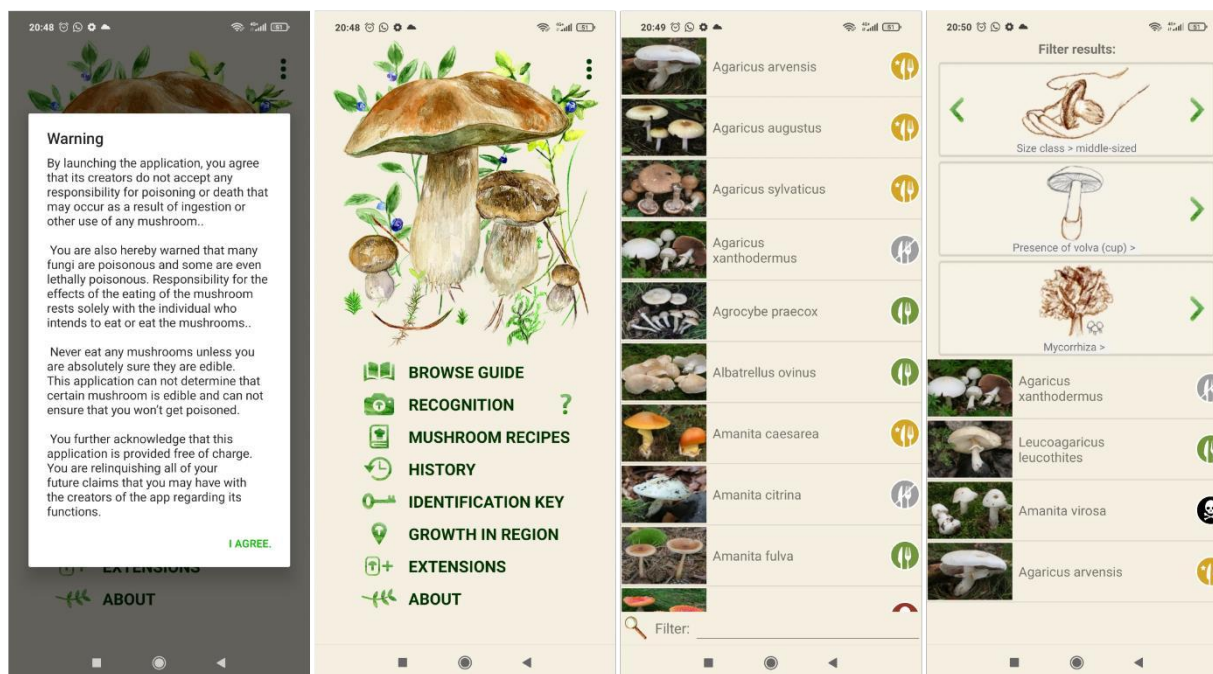 20:48
51
Warning
By launching the application, you agree
that its creators do not accept any
responsibility for poisoning or death that
may occur as a result of ingestion or
other use of any mushroom..
You are also hereby warned that many
fungi are poisonous and some are even
lethally poisonous. Responsibility for the
effects of the eating of the mushroom
rests solely with the individual who
intends to eat or eat the mushrooms..
Never eat any mushrooms unless you
are absolutely sure they are edible.
This application can not determine that
certain mushroom is edible and can not
ensure that you won't get poisoned.
You further acknowledge that this
application is provided free of charge.
You are relinquishing all of your
future claims that you may have with
the creators of the app regarding its
functions.
I AGREE.
EXTENSIONS
ABOUT
20:48
51
BROWSE GUIDE
RECOGNITION ?
MUSHROOM RECIPES
HISTORY
IDENTIFICATION KEY
GROWTH IN REGION
EXTENSIONS
ABOUT
20:49
51
Agaricus arvensis
Agaricus augustus
Agaricus sylvaticus
Agaricus
xanthodermus
Agrocybe praecox
Albatrellus ovinus
Amanita caesarea
Amanita citrina
Amanita fulva
Filter:
20:50
51
Filter results:
Size class > middle-sized
Presence of volva (cup) >
Mycorrhiza >
Agaricus
xanthodermus
Leucoagaricus
leucothites
Amanita virosa
Agaricus arvensis